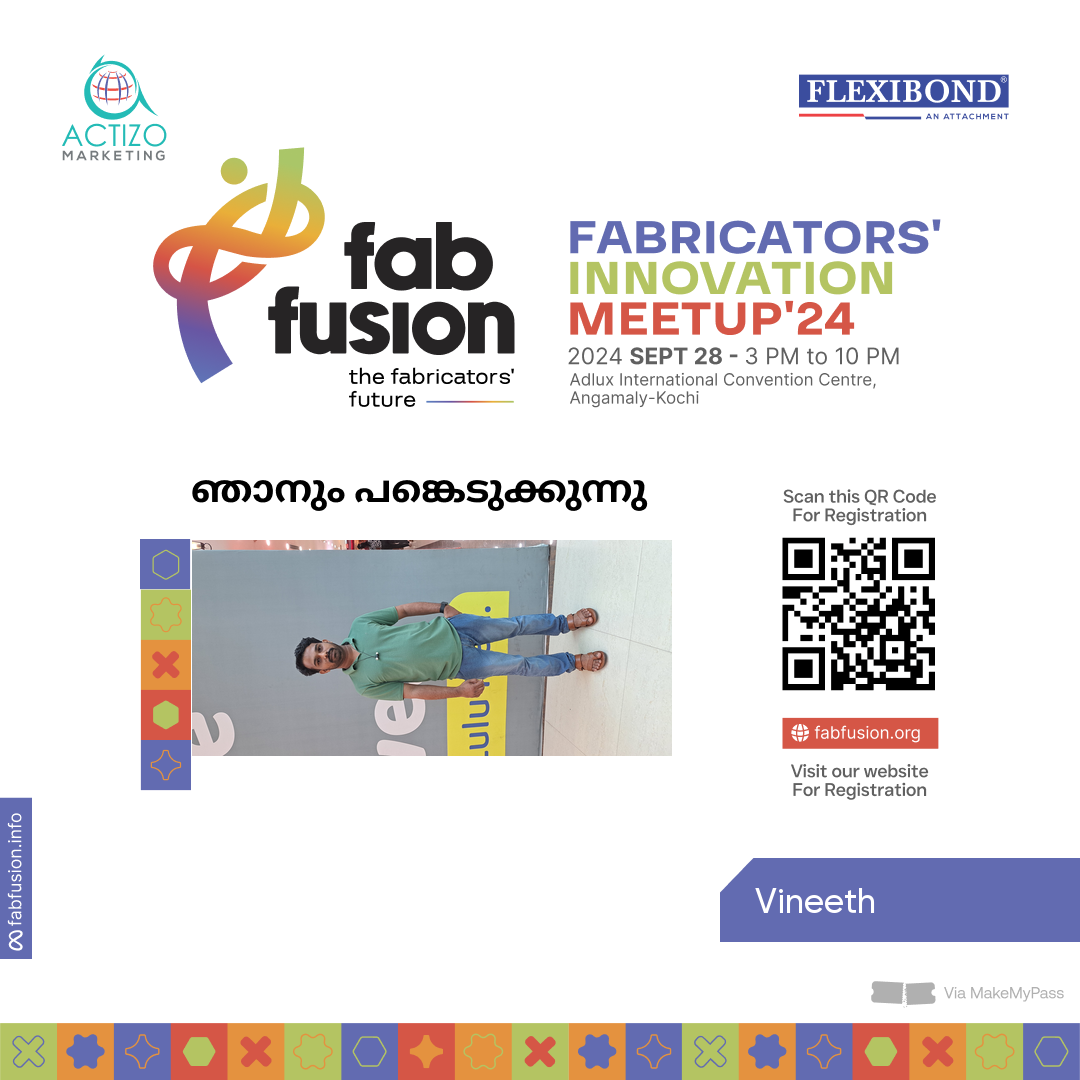 ACTIZO
MARKETING
FLEXIBOND®
AN ATTACHMENT
fab
fusion
the fabricators'
future
FABRICATORS'
INNOVATION
MEETUP'24
2024 SEPT 28 - 3 PM to 10 PM
Adlux International Convention Centre,
Angamaly-Kochi
ഞാനും പങ്കെടുക്കുന്നു
Scan this QR Code
For Registration
fabfusion.org
Visit our website
For Registration
fabfusion.info
Vineeth
Via MakeMyPass